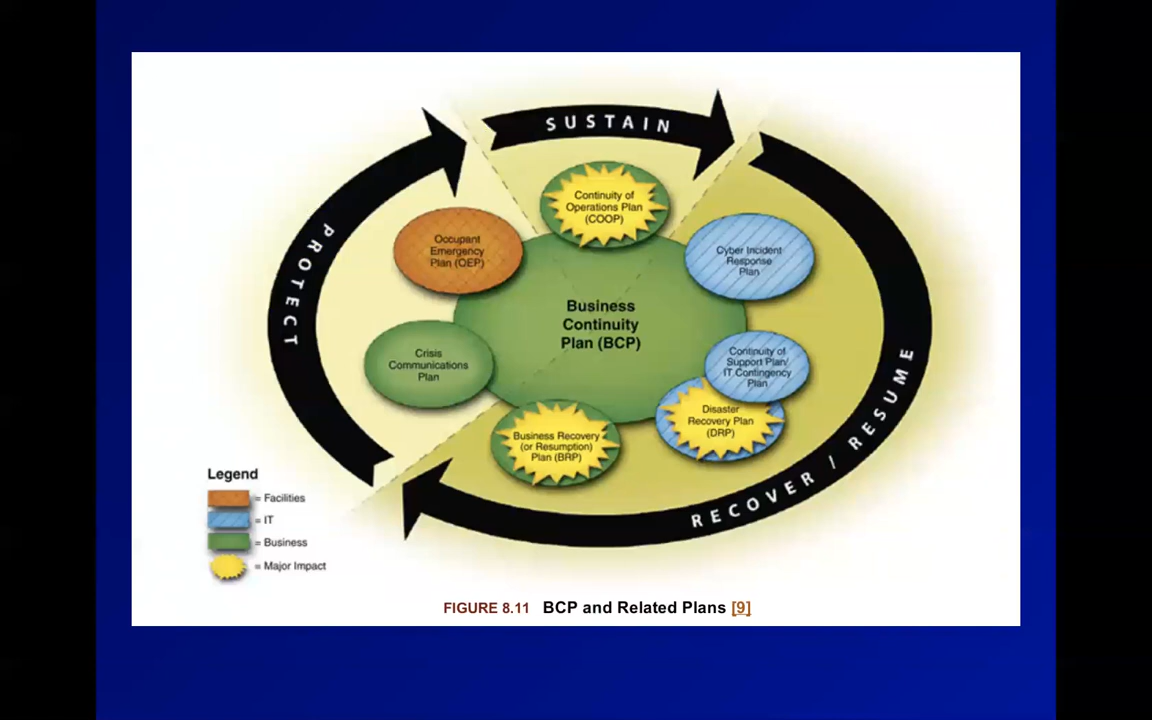 SUSTAIN
PROTECT
RECOVER / RESUME
Continuity of
Operations Plan
(COOP)
Occupant
Emergency
Plan (OEP)
Cyber Incident
Response
Plan
Business
Continuity
Plan (BCP)
Crisis
Communications
Plan
Continuity of
Support Plan/
IT Contingency
Plan
Disaster
Recovery Plan
(DRP)
Business Recovery
(or Resumption)
Plan (BRP)
Legend
= Facilities
= IT
= Business
= Major Impact
FIGURE 8.11 BCP and Related Plans [9]